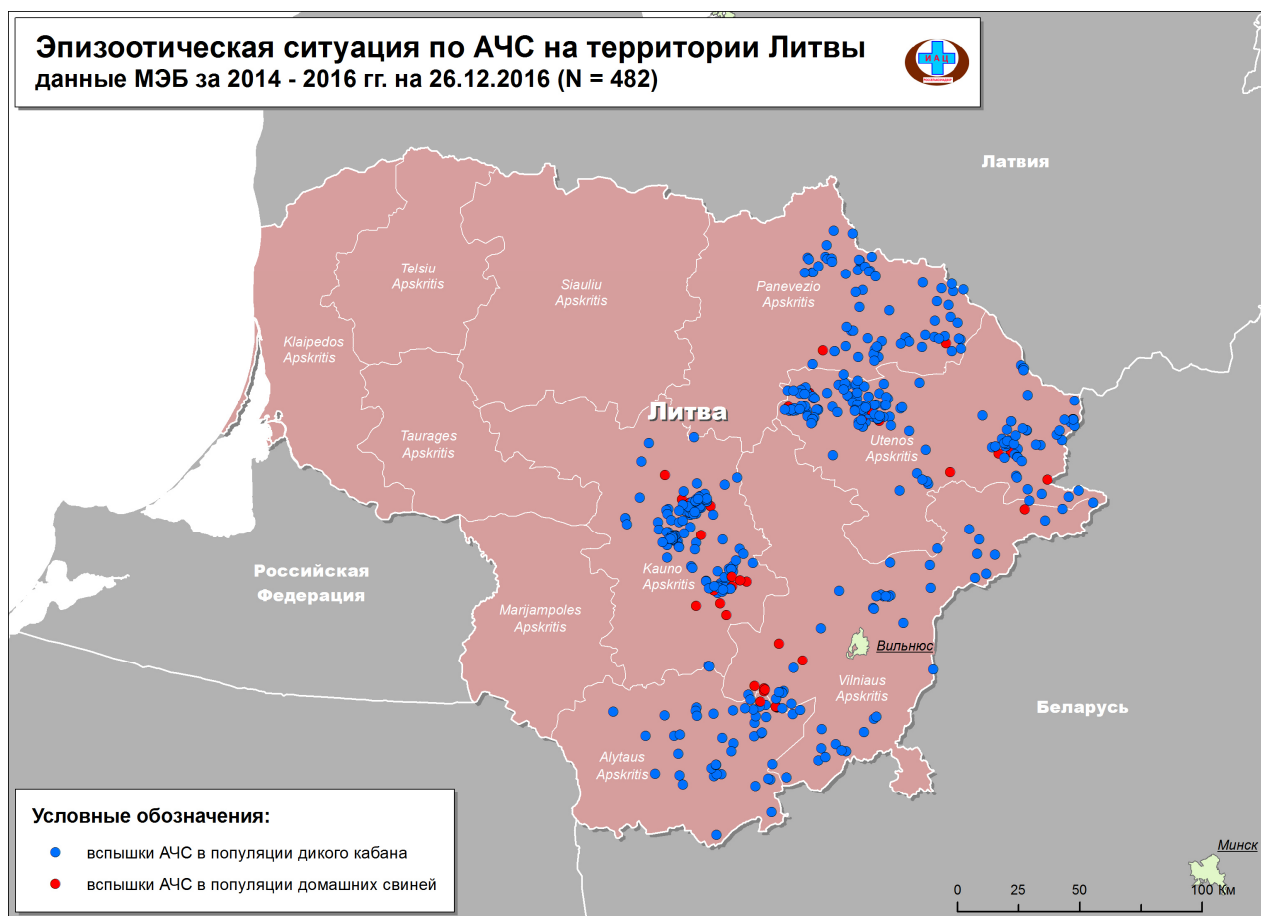 Эпизоотическая ситуация по АЧС на территории Литвы
данные МЭБ за 2014 - 2016 гг. на 26.12.2016 (N = 482)
ИАЦ
Латвия
Telsiu
Apskritis
Siauliu
Apskritis
Panevezio
Apskritis
Klaipedos
Apskritis
Литва
Taurages
Apskritis
Utenos
Apskritis
Российская
Федерация
Kauno
Apskritis
Marijampoles
Apskritis
Вильнюс
Vilniaus
Apskritis
Беларусь
Alytaus
Apskritis
Условные обозначения:
вспышки АЧС в популяции дикого кабана
вспышки АЧС в популяции домашних свиней
Минск
0 25 50 100 Км